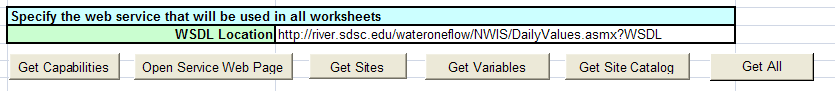 Specify the web service that will be used in all worksheets
WSDL Location http://river.sdsc.edu/wateroneflow/NWIS/DailyValues.asmx?WSDL
Get Capabilities Open Service Web Page Get Sites Get Variables Get Site Catalog Get All